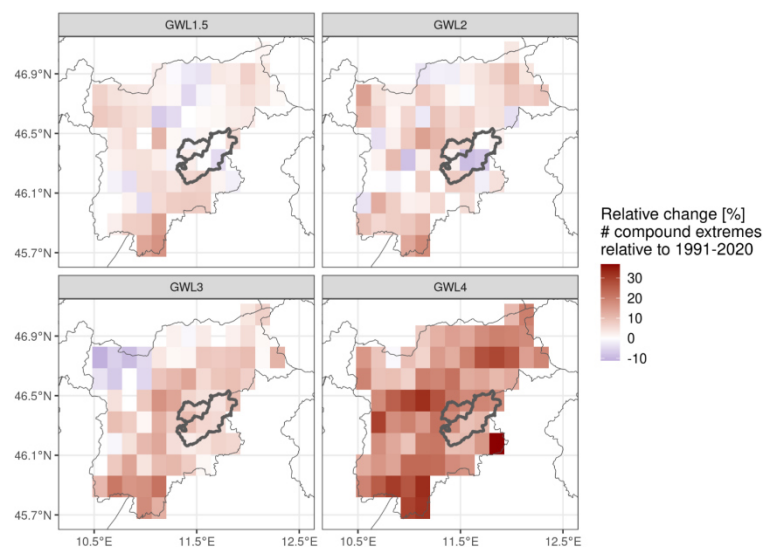 GWL1.5
GWL2
46.9°N
46.5°N
46.1°N
45.7°N
GWL3
GWL4
46.9°N
46.5°N
46.1°N
45.7°N
10.5°E
11.5°E
12.5°E
10.5°E
11.5°E
12.5°E
Relative change [%]
# compound extremes
relative to 1991-2020
30
20
10
0
-10